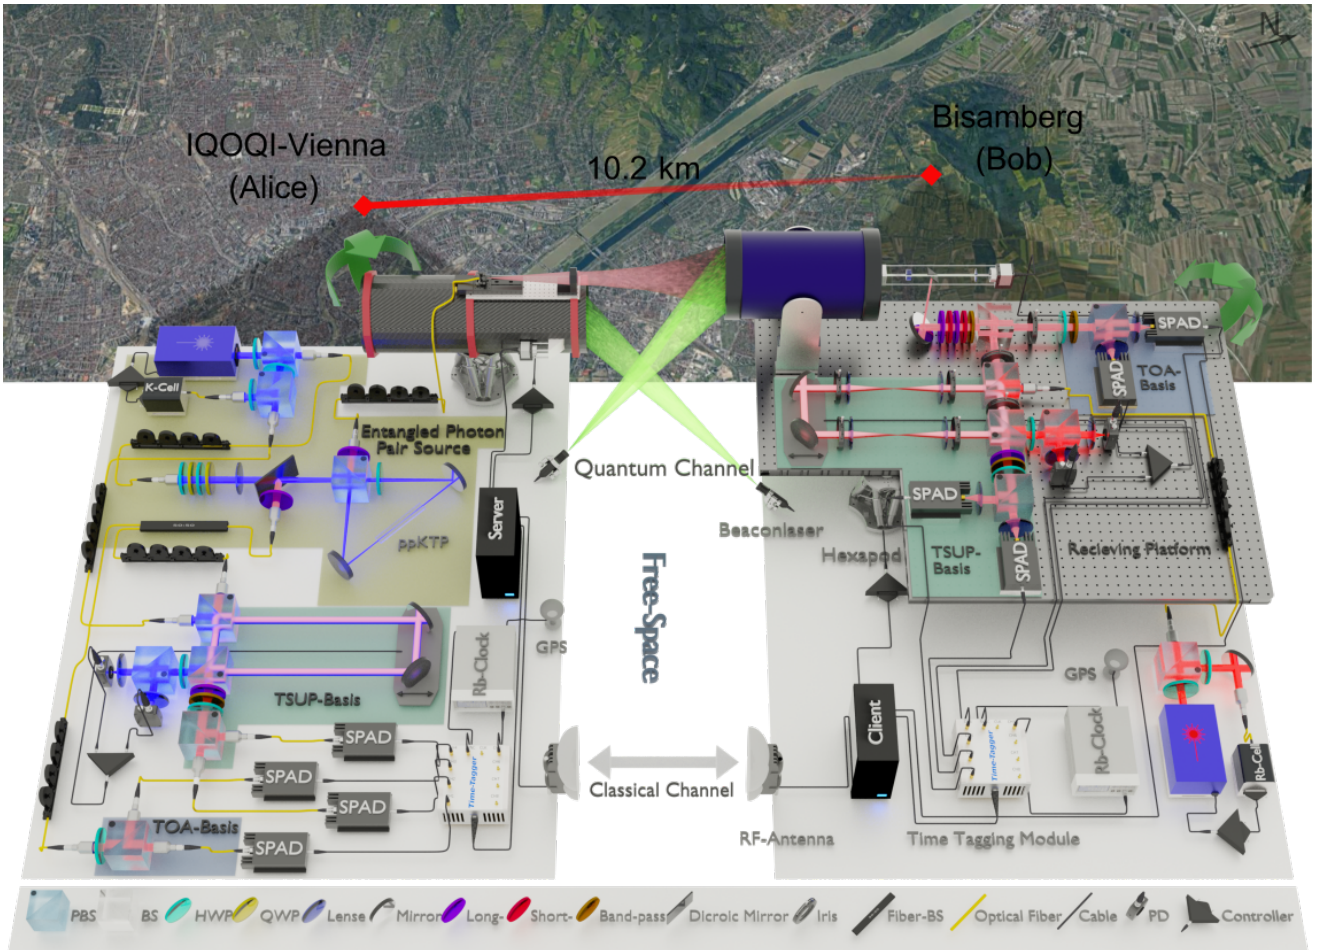 N
IQOQI-Vienna
(Alice)
10.2 km
Bisamberg
(Bob)
K-Cell
Entangled Photon
Pair Source
ppKTP
Server
Quantum Channel
Beaconlaser
Hexapod
SPAD
SPAD
TOA-
Basis
SPAD
TSUP-
Basis
SPAD
Recieving Platform
Free-Space
GPS
Rb-Clock
TSUP-Basis
SPAD
SPAD
SPAD
TOA-Basis
SPAD
Time-Tagger
Classical Channel
RF-Antenna
Client
Time-Tagger
Time Tagging Module
GPS
Rb-Clock
Rb-Cell
PBS
BS
HWP
QWP
Lense
Mirror
Long-
Short-
Band-pass
Dicroic Mirror
Iris
Fiber-BS
Optical Fiber
Cable
PD
Controller